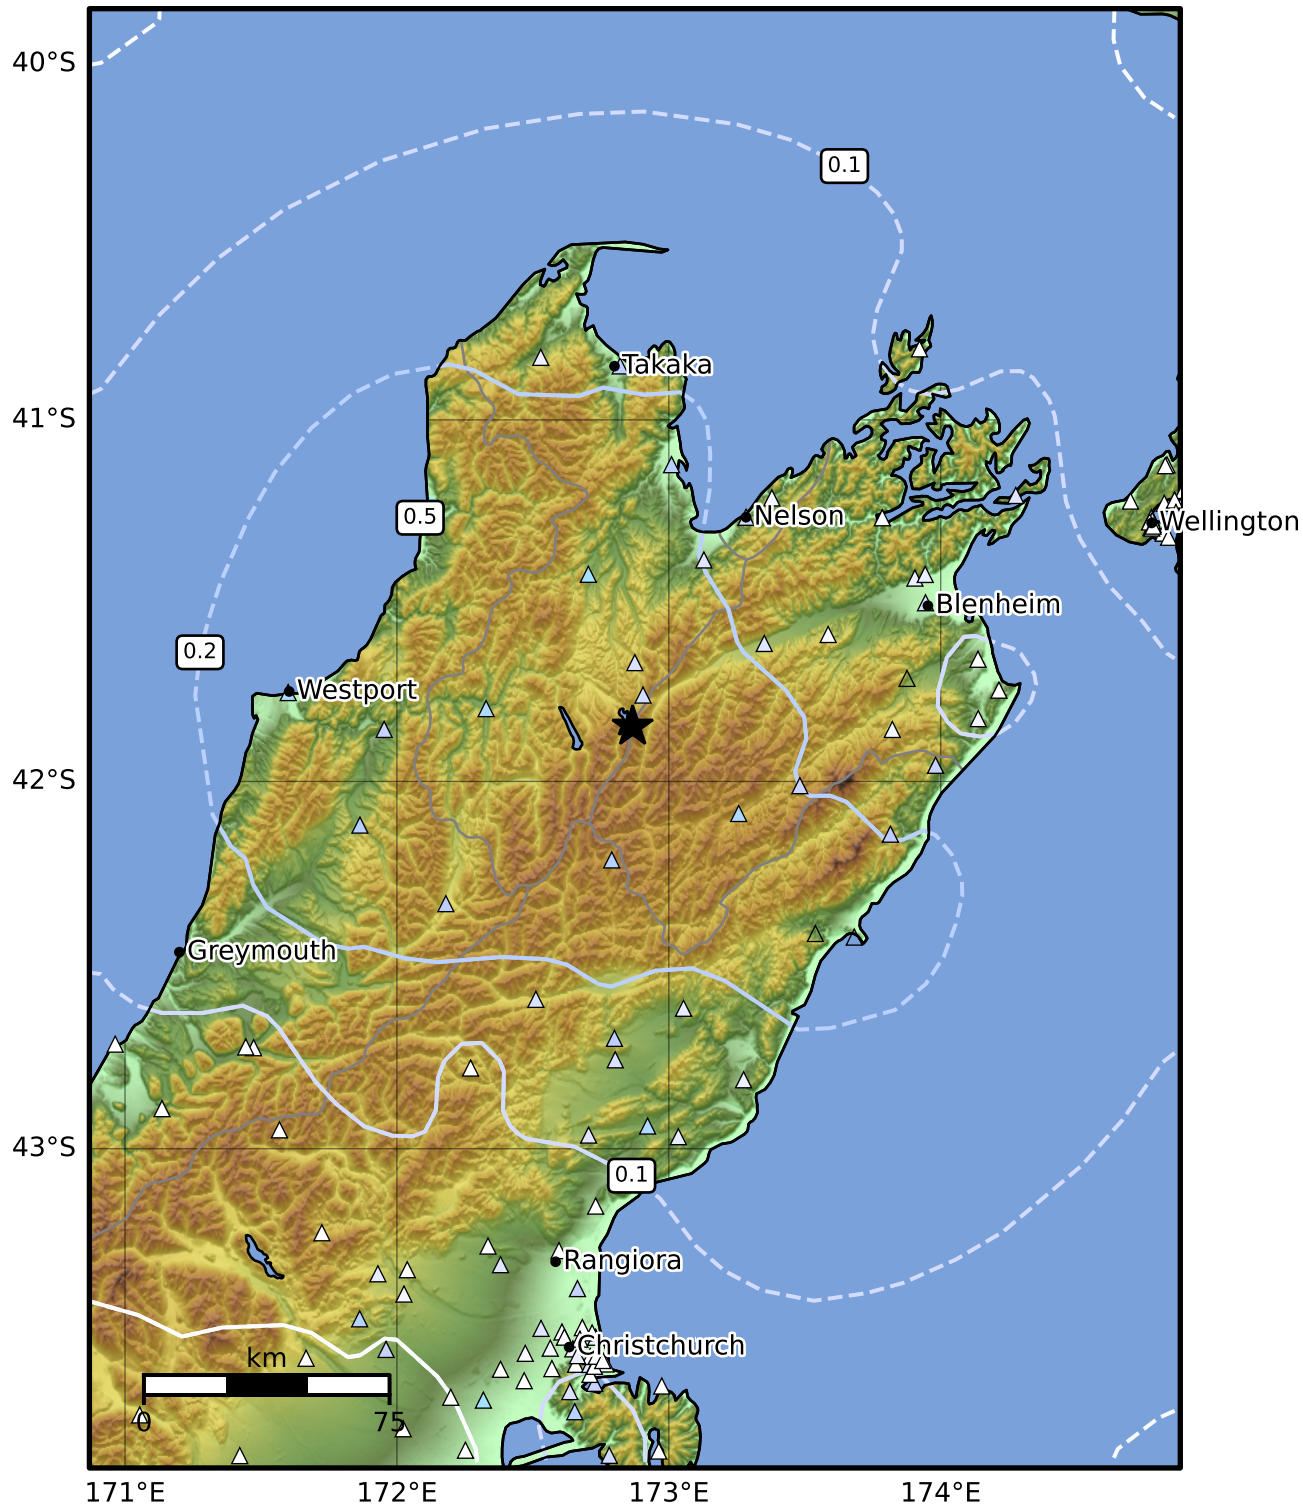 40°S
0.1
Takaka
41°S
0.5
Nelson
Wellington
Blenheim
0.2
Westport
42°S
Greymouth
43°S
0.1
Rangiora
Christchurch
km
0
75
171°E
172°E
173°E
174°E